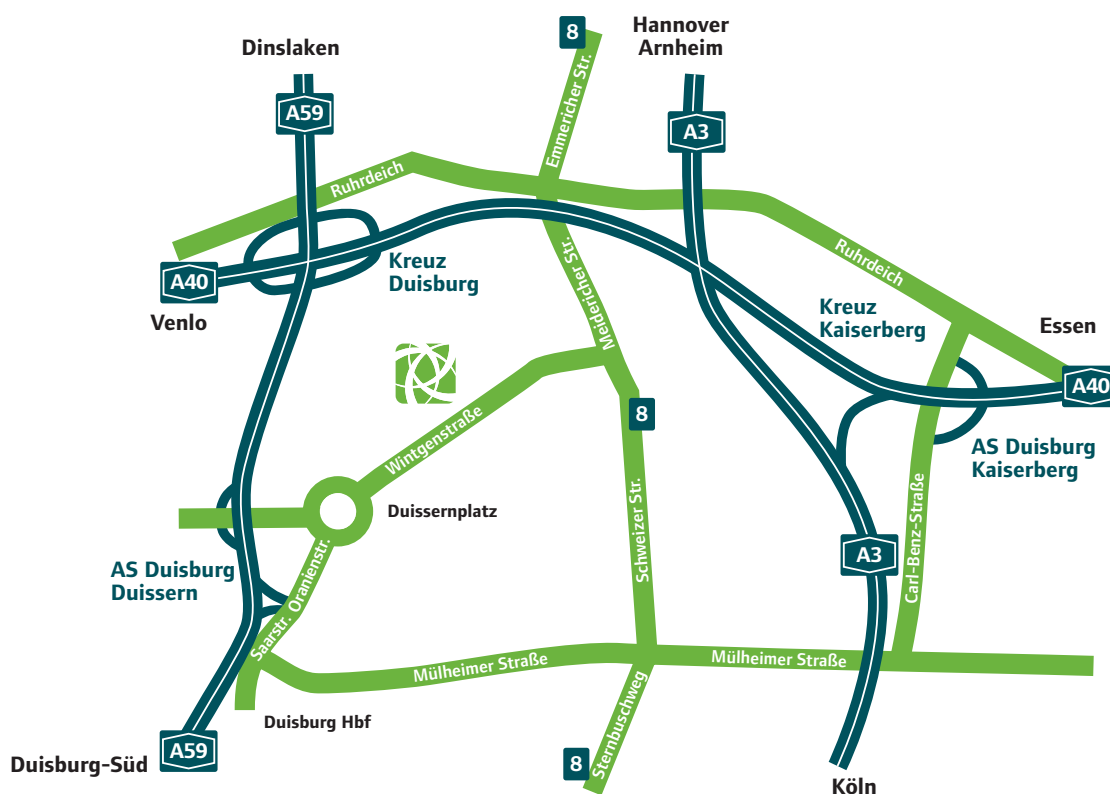 8
Hannover
Arnheim
Dinslaken
A59
A3
Emmericher Str.
Ruhrdeich
Meidericher Str.
Ruhrdeich
Kreuz
Duisburg
A40
Venlo
Kreuz
Kaiserberg
Essen
A40
8
Wintgenstraße
AS Duisburg
Kaiserberg
Duissernplatz
Schweizer Str.
Carl-Benz-Straße
A3
AS Duisburg
Duissern
Oranienstr.
Saarstr.
Mülheimer Straße
Mülheimer Straße
Duisburg Hbf
Sternbuschweg
Duisburg-Süd
A59
8
Köln